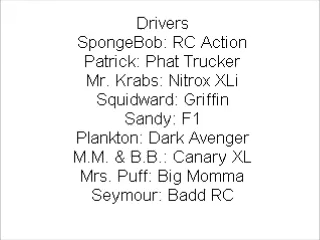 Drivers
SpongeBob: RC Action
Patrick: Phat Trucker
Mr. Krabs: Nitrox XLi
Squidward: Griffin
Sandy: F1
Plankton: Dark Avenger
M.M. & B.B.: Canary XL
Mrs. Puff: Big Momma
Seymour: Badd RC